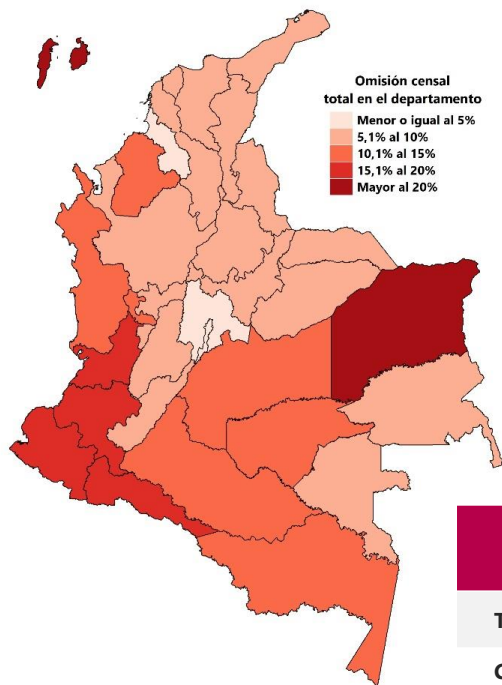 Omisión censal
total en el departamento
Menor o igual al 5%
5,1% al 10%
10,1% al 15%
15,1% al 20%
Mayor al 20%